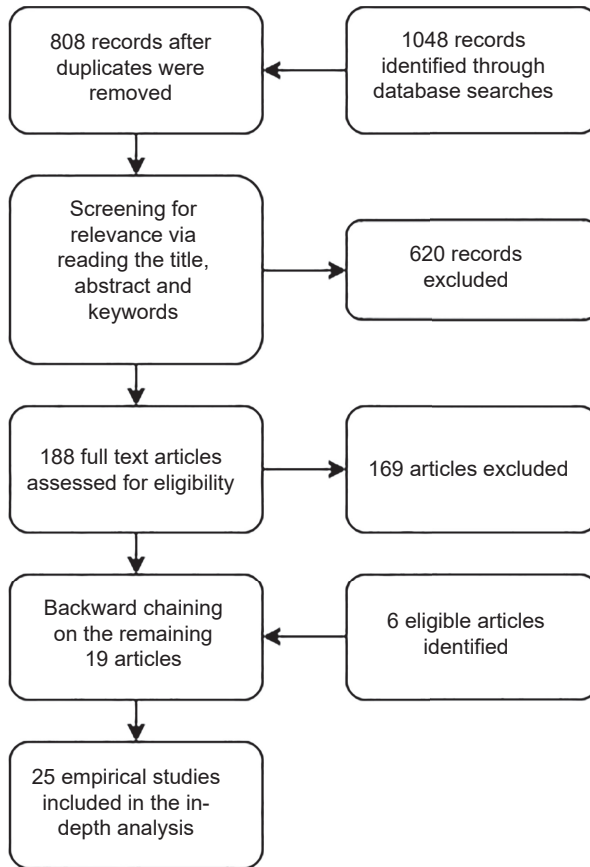 808 records after
duplicates were
removed
1048 records
identified through
database searches
Screening for
relevance via
reading the title,
abstract and
keywords
620 records
excluded
188 full text articles
assessed for eligibility
169 articles excluded
Backward chaining
on the remaining
19 articles
6 eligible articles
identified
25 empirical studies
included in the in-
depth analysis